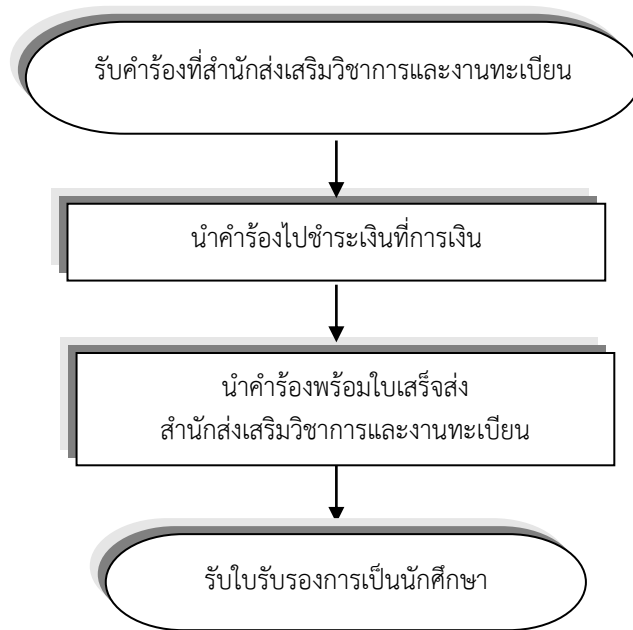 รับคำร้องที่สำนักส่งเสริมวิชาการและงานทะเบียน
นำคำร้องไปชำระเงินที่การเงิน
นำคำร้องพร้อมใบเสร็จส่ง
สำนักส่งเสริมวิชาการและงานทะเบียน
รับใบรับรองการเป็นนักศึกษา